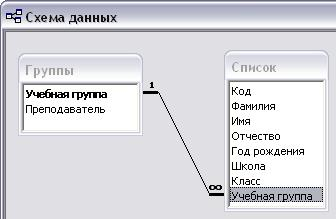 Схема данных
Группы
Учебная группа
Преподаватель
1
∞
Список
Код
Фамилия
Имя
Отчество
Год рождения
Школа
Класс
Учебная группа